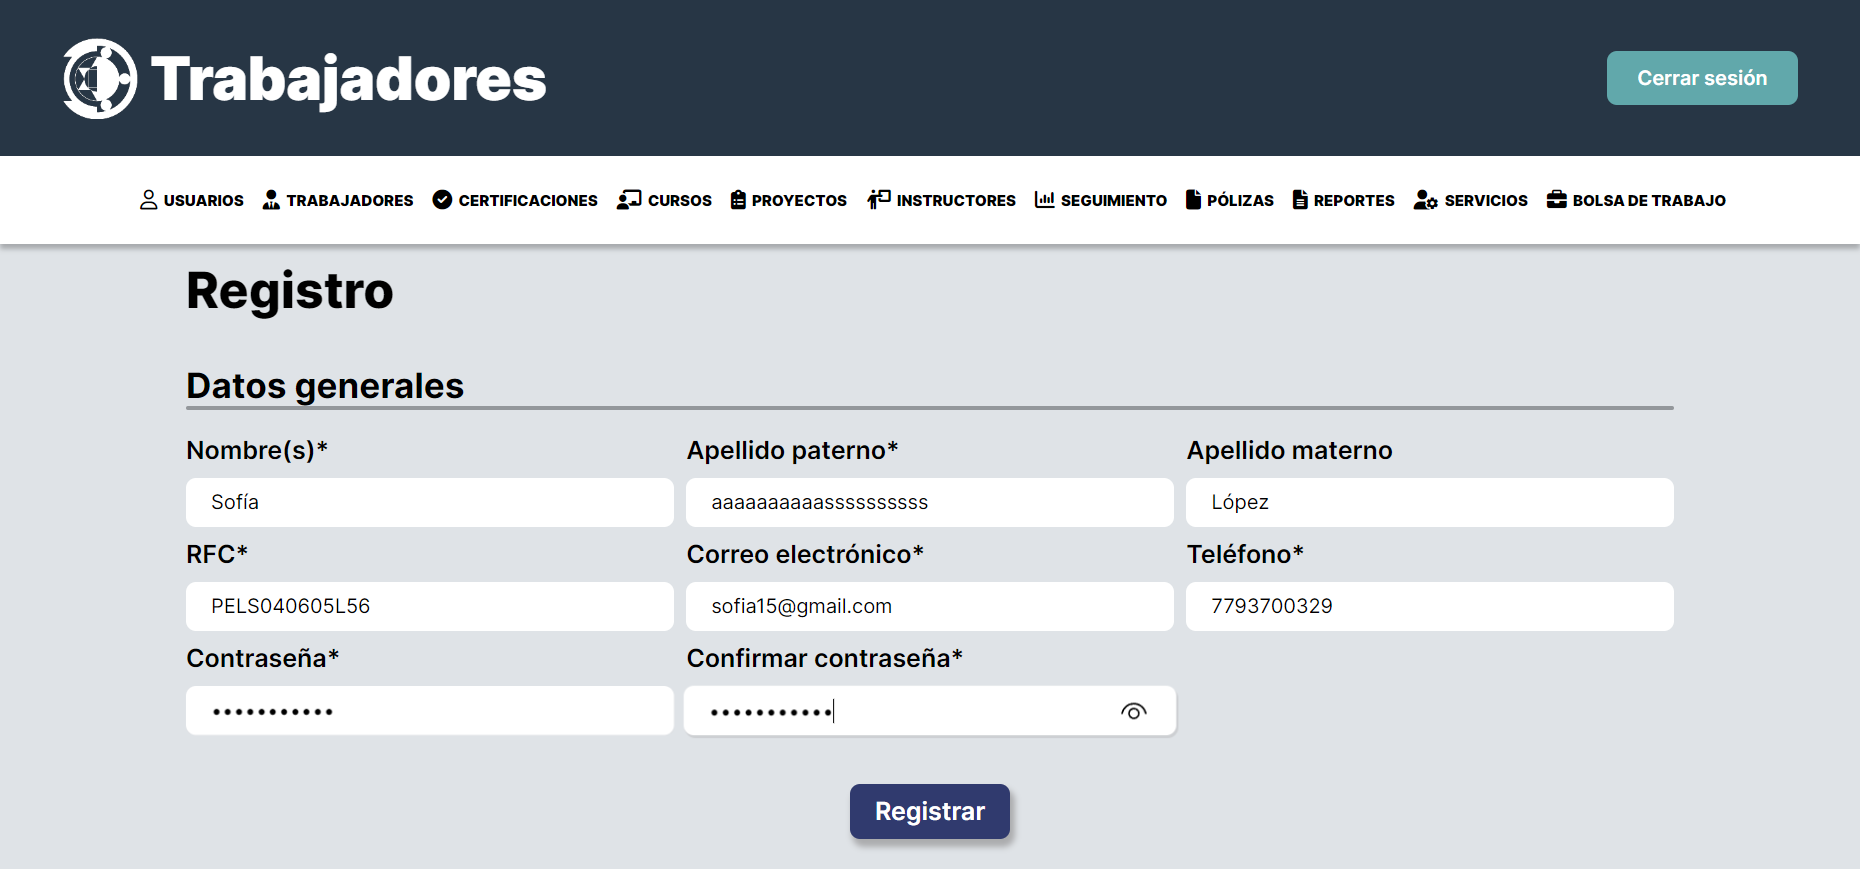 Trabajadores
Cerrar sesión
USUARIOS TRABAJADORES CERTIFICACIONES CURSOS PROYECTOS INSTRUCTORES SEGUIMIENTO PÓLIZAS REPORTES SERVICIOS BOLSA DE TRABAJO
Registro
Datos generales
Nombre(s)* Apellido paterno* Apellido materno
Sofía aaaaaaaaaassssssssss López
RFC* Correo electrónico* Teléfono*
PELS040605L56 sofia15@gmail.com 7793700329
Contraseña* Confirmar contraseña*
••••••••••• •••••••••••
Registrar